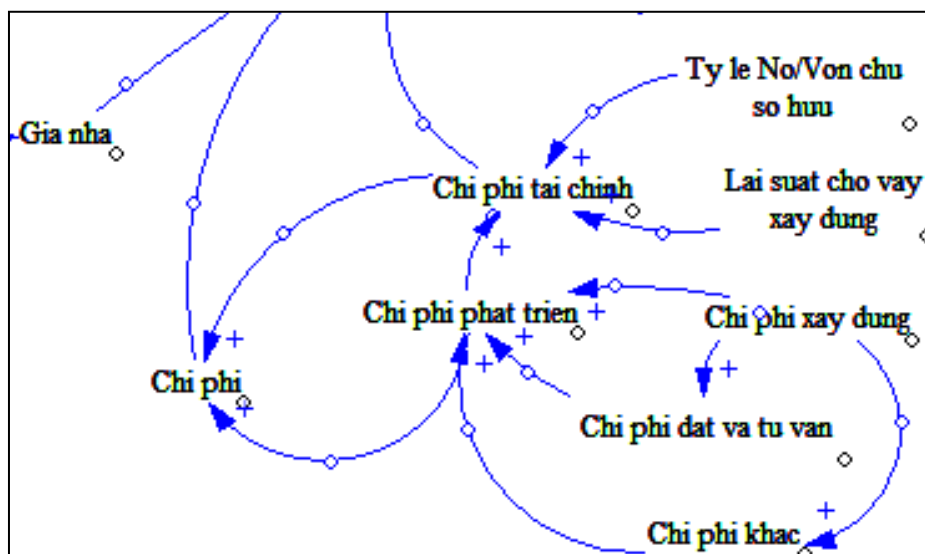 Ty le No/Von chu
so huu
Gia nha
Chi phi tai chinh
Lai suat cho vay
xay dung
Chi phi phat trien
Chi phi xay dung
Chi phi
Chi phi dat va tu van
Chi phi khac